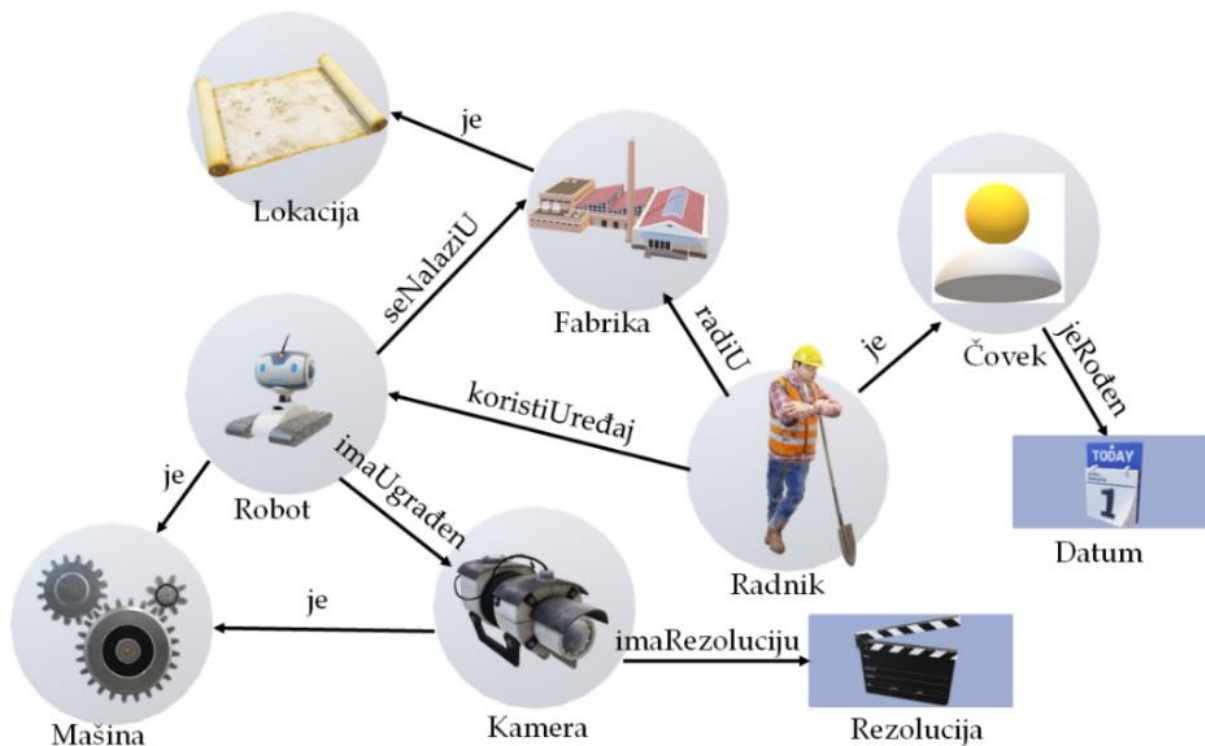 je
Lokacija
seNalaziU
Fabrika
radiU
je
Čovek
jeRođen
koristiUređaj
TODAY
1
Datum
je
Robot
imaUgrađen
Radnik
je
imaRezoluciju
Mašina
Kamera
Rezolucija